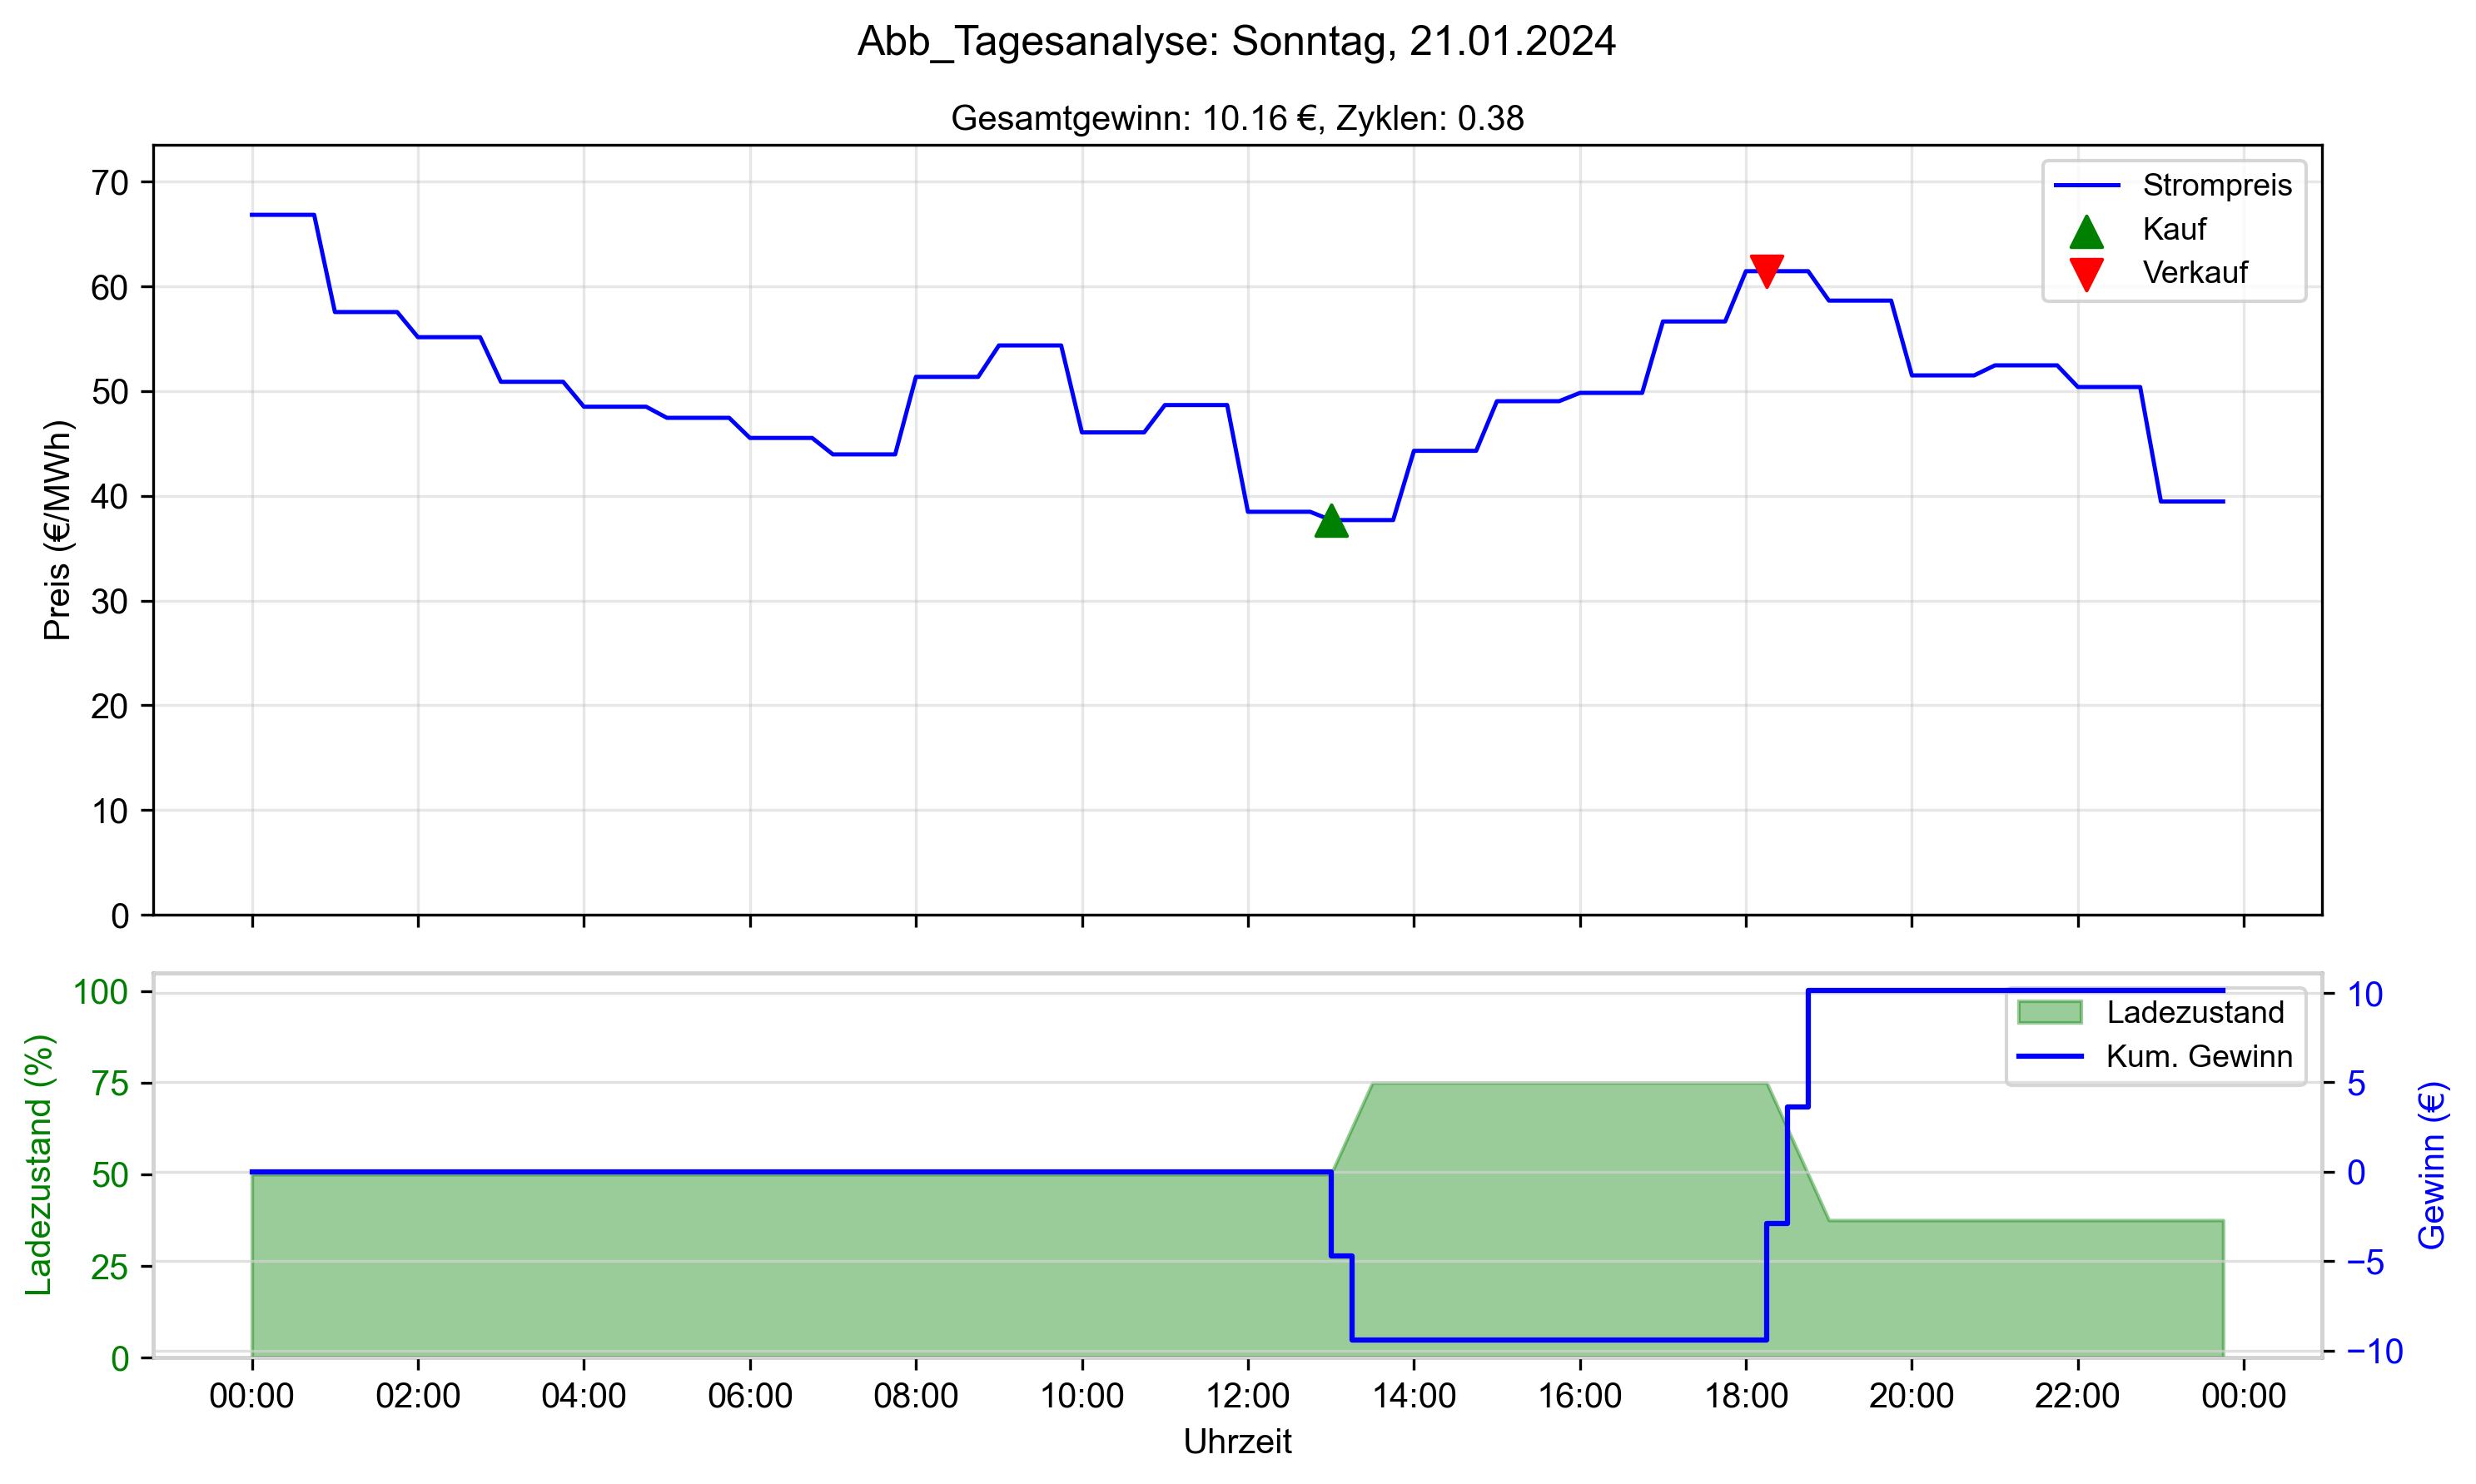 Abb_Tagesanalyse: Sonntag, 21.01.2024
Gesamtgewinn: 10.16 €, Zyklen: 0.38
Preis (€/MWh)
70
60
50
40
30
20
10
0
Strompreis
Kauf
Verkauf
Ladezustand (%)
100
75
50
25
0
Ladezustand
Kum. Gewinn
10
5
0
−5
−10
Gewinn (€)
00:00 02:00 04:00 06:00 08:00 10:00 12:00 14:00 16:00 18:00 20:00 22:00 00:00
Uhrzeit